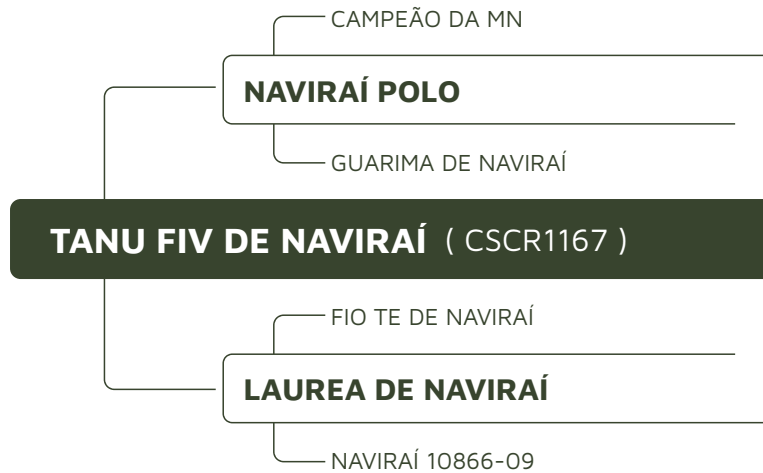 CAMPEÃO DA MN
NAVIRAÍ POLO
GUARIMA DE NAVIRAÍ
TANU FIV DE NAVIRAÍ ( CSCR1167 )
FIO TE DE NAVIRAÍ
LAUREA DE NAVIRAÍ
NAVIRAÍ 10866-09